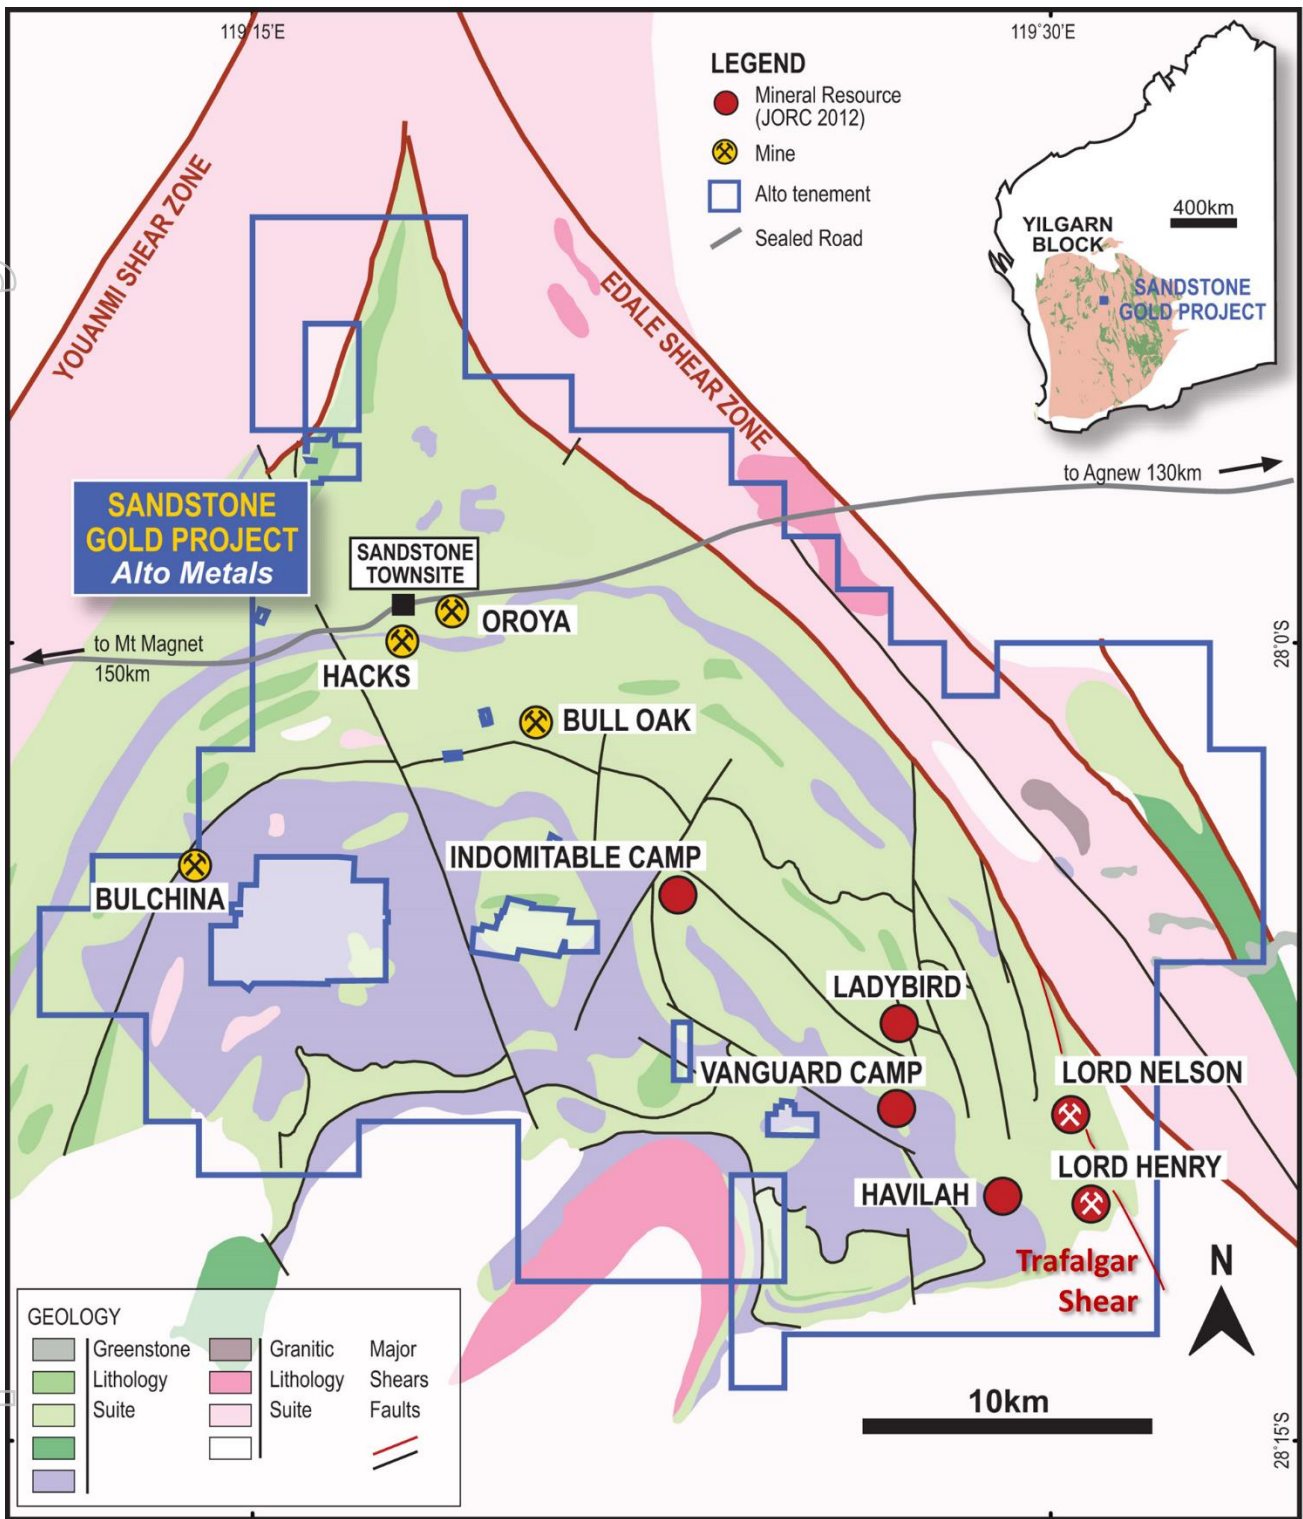 119°15'E
119°30'E
LEGEND
Mineral Resource
(JORC 2012)
Mine
Alto tenement
Sealed Road
400km
YILGARN
BLOCK
SANDSTONE
GOLD PROJECT
YOUANMI SHEAR ZONE
EDALE SHEAR ZONE
to Agnew 130km
SANDSTONE
GOLD PROJECT
Alto Metals
SANDSTONE
TOWNSITE
OROYA
HACKS
to Mt Magnet
150km
28°0'S
BULL OAK
INDOMITABLE CAMP
BULCHINA
LADYBIRD
VANGUARD CAMP
LORD NELSON
LORD HENRY
HAVILAH
Trafalgar
Shear
N
GEOLOGY
Greenstone
Lithology
Suite
Granitic
Lithology
Suite
Major
Shears
Faults
10km
28°15'S